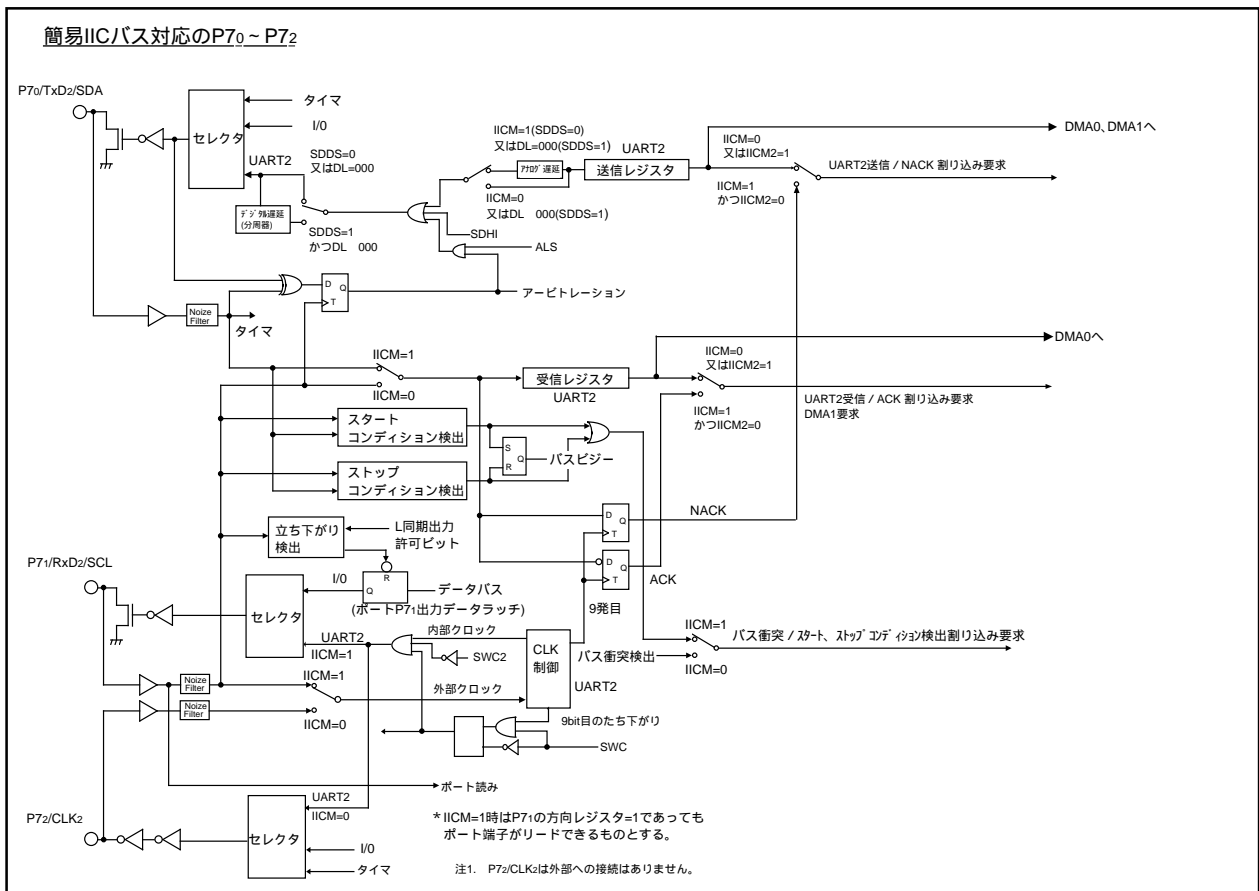 簡易IICバス対応のP70 ~ P72
P70/TxD2/SDA
セレクタ
タイマ
I/0
UART2
SDDS=0
又はDL=000
デジタル遅延
(分周器)
SDDS=1
かつDL 000
IICM=1(SDDS=0)
又はDL=000(SDDS=1)
アナログ遅延
IICM=0
又はDL 000(SDDS=1)
UART2
送信レジスタ
SDHI
ALS
IICM=0
又はIICM2=1
IICM=1
かつIICM2=0
DMA0、DMA1へ
UART2送信 / NACK 割り込み要求
D
Q
T
アービトレーション
Noize
Filter
タイマ
IICM=1
IICM=0
受信レジスタ
UART2
DMA0へ
IICM=0
又はIICM2=1
IICM=1
かつIICM2=0
UART2受信 / ACK 割り込み要求
DMA1要求
スタート
コンディション検出
ストップ
コンディション検出
S
Q
R
バスビジー
D
Q
T
NACK
D
Q
T
ACK
9発目
立ち下がり
検出
L同期出力
許可ビット
P71/RxD2/SCL
セレクタ
I/0
R
Q
データバス
(ポートP71出力データラッチ)
UART2
IICM=1
内部クロック
SWC2
CLK
制御
UART2
バス衝突検出
IICM=1
IICM=0
バス衝突 / スタート、ストップコンディション検出割り込み要求
Noize
Filter
IICM=1
外部クロック
Noize
Filter
IICM=0
9bit目のたち下がり
SWC
ポート読み
P72/CLK2
セレクタ
UART2
IICM=0
I/0
タイマ
*IICM=1時はP71の方向レジスタ=1であっても
ポート端子がリードできるものとする。
注1. P72/CLK2は外部への接続はありません。